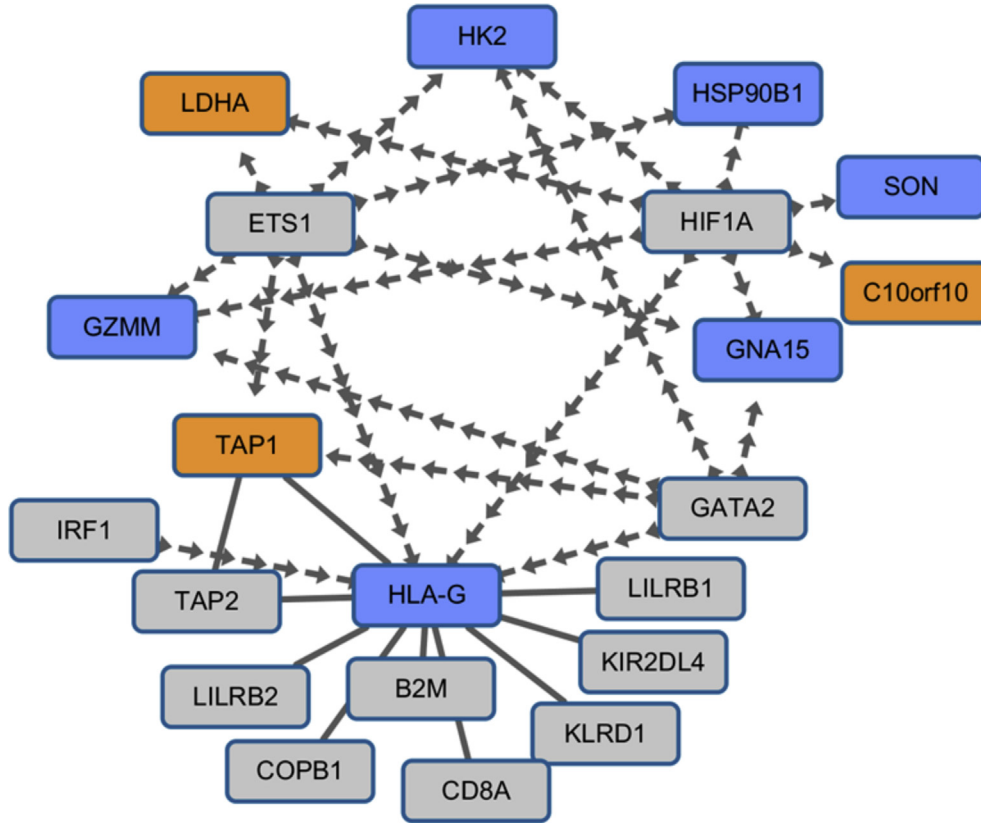 HK2
LDHA
HSP90B1
SON
ETS1
HIF1A
C10orf10
GZMM
GNA15
TAP1
GATA2
IRF1
TAP2
HLA-G
LILRB1
KIR2DL4
LILRB2
B2M
KLRD1
COPB1
CD8A